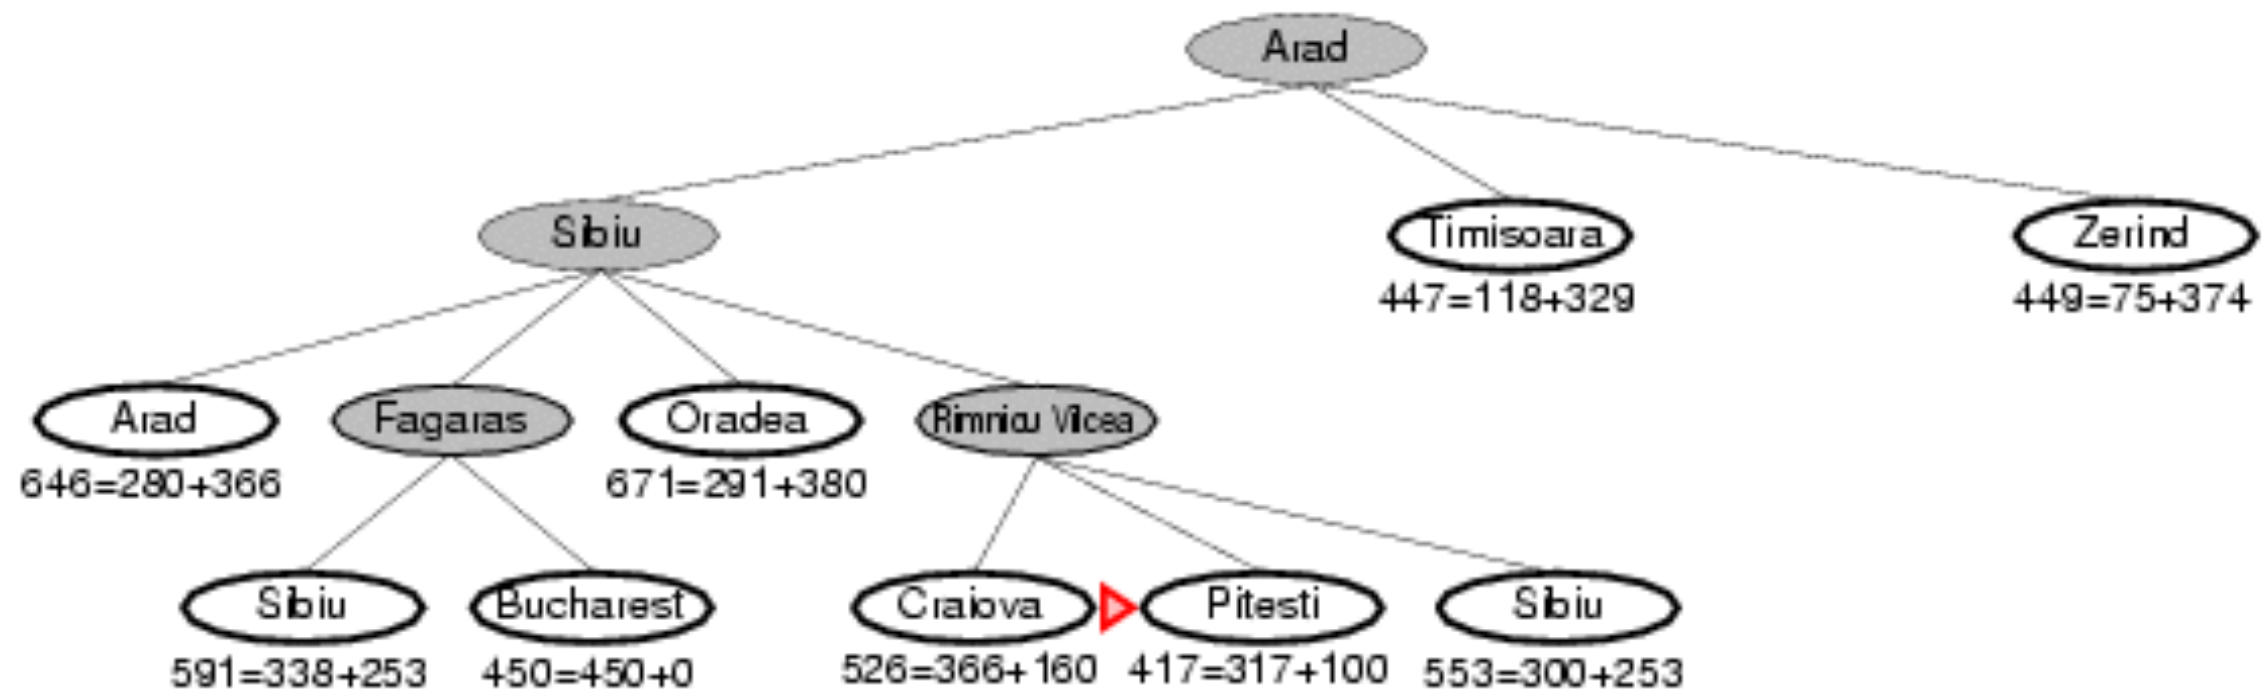 Arad
Sibiu
Timisoara
Zerind
447=118+329
449=75+374
Arad
Fagaras
Oradea
Rimnicu Vilcea
646=280+366
671=291+380
Sibiu
Bucharest
Craiova
Pitesti
Sibiu
591=338+253
450=450+0
526=366+160
417=317+100
553=300+253